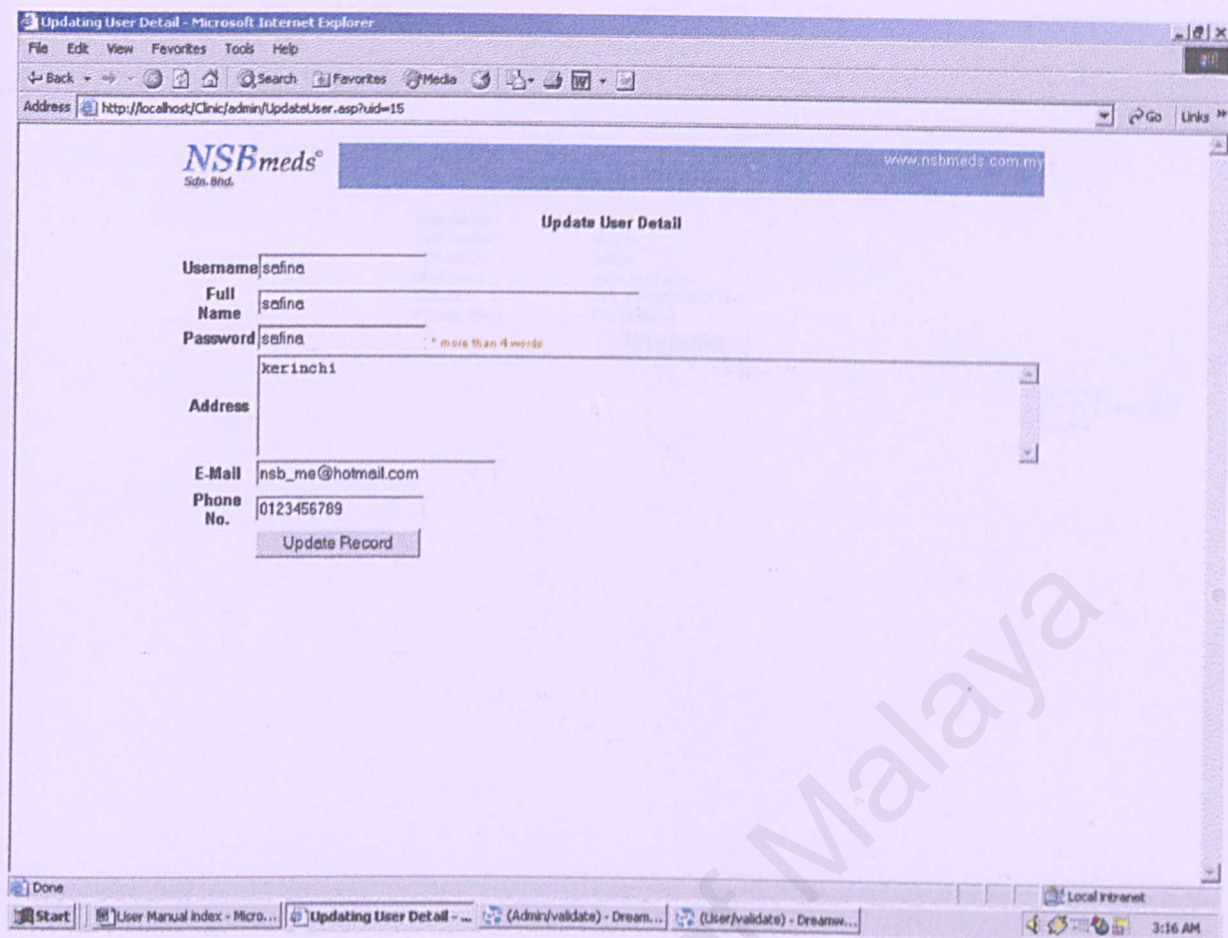 Updating User Detail - Microsoft Internet Explorer
File Edit View Favorites Tools Help
Back Search Favorites Media
Address http://localhost/Clinic/admin/UpdateUser.asp?uid=15 Go Links »
NSBmeds©
Sdn. Bhd.
www.nsbmeds.com.my
Update User Detail
Username safina
Full Name safina
Password safina * more than 4 words
Address kerinchi
E-Mail nsb_me@hotmail.com
Phone No. 0123456789
Update Record
of Malaya
Done Local intranet
Start User Manual index - Micro... Updating User Detail - ... (Admin/validate) - Dream... (User/validate) - Dreamw... 3:16 AM